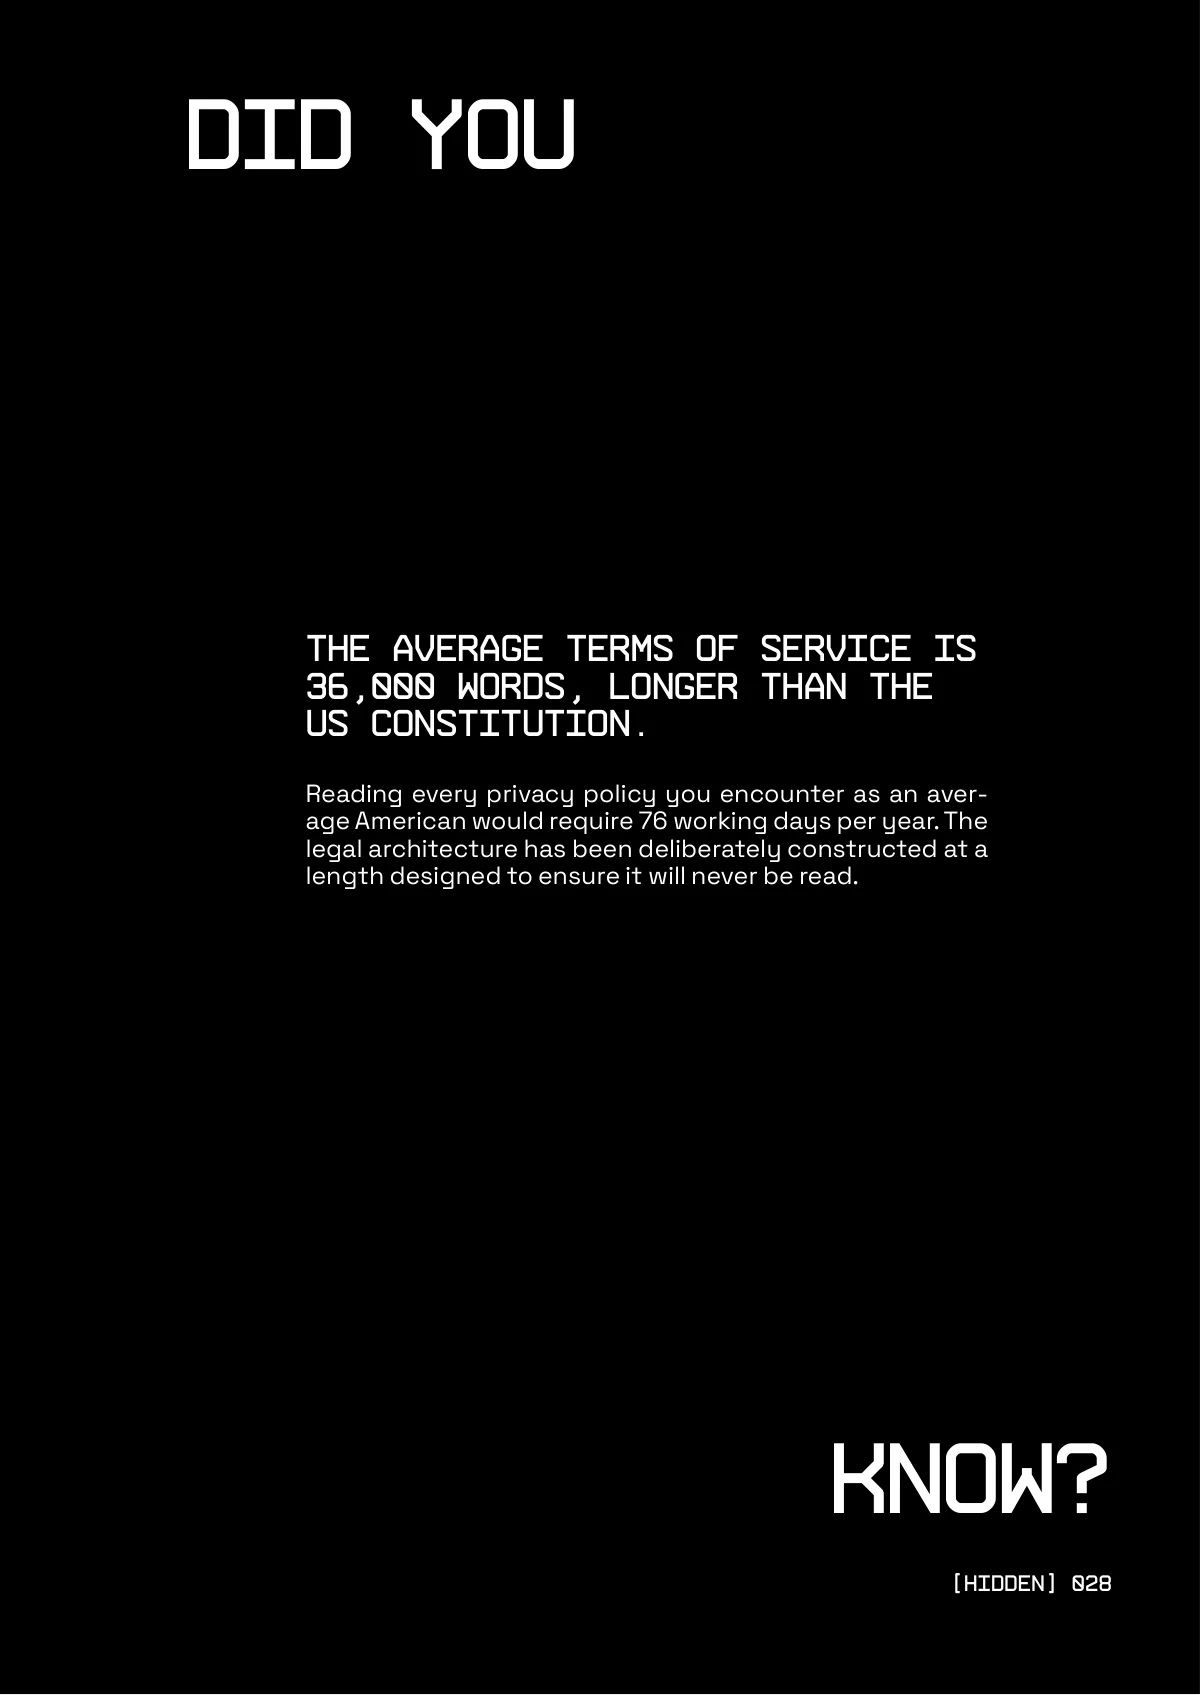 DID YOU
THE AVERAGE TERMS OF SERVICE IS
36,000 WORDS, LONGER THAN THE
US CONSTITUTION.
Reading every privacy policy you encounter as an aver-
age American would require 76 working days per year. The
legal architecture has been deliberately constructed at a
length designed to ensure it will never be read.
KNOW?
[HIDDEN] 028